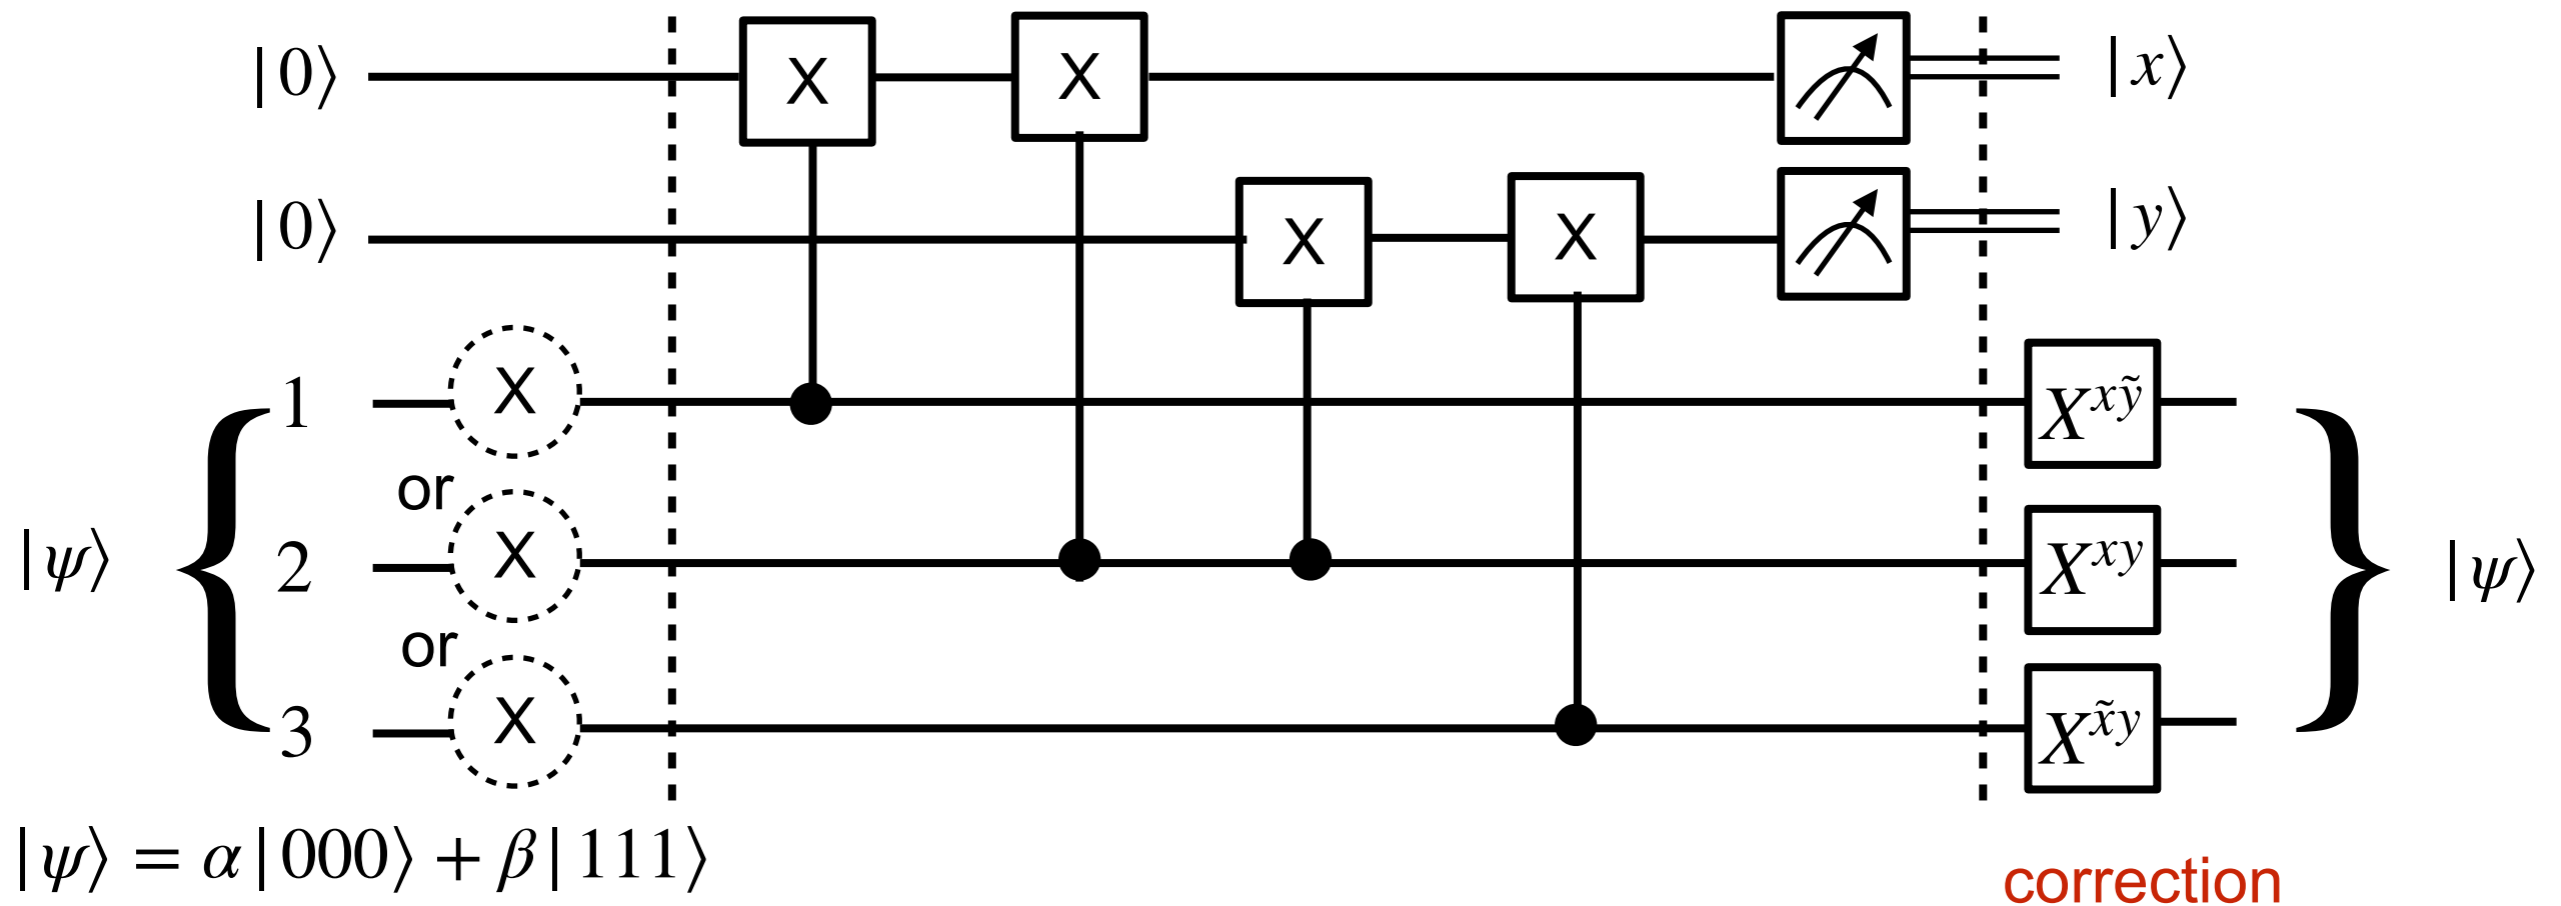 |0⟩ X X |x⟩
|0⟩ X X |y⟩
1 X X^{xỹ}
or
|ψ⟩ 2 X X^{xy} |ψ⟩
or
3 X X^{x̃y}
|ψ⟩ = α|000⟩ + β|111⟩
correction